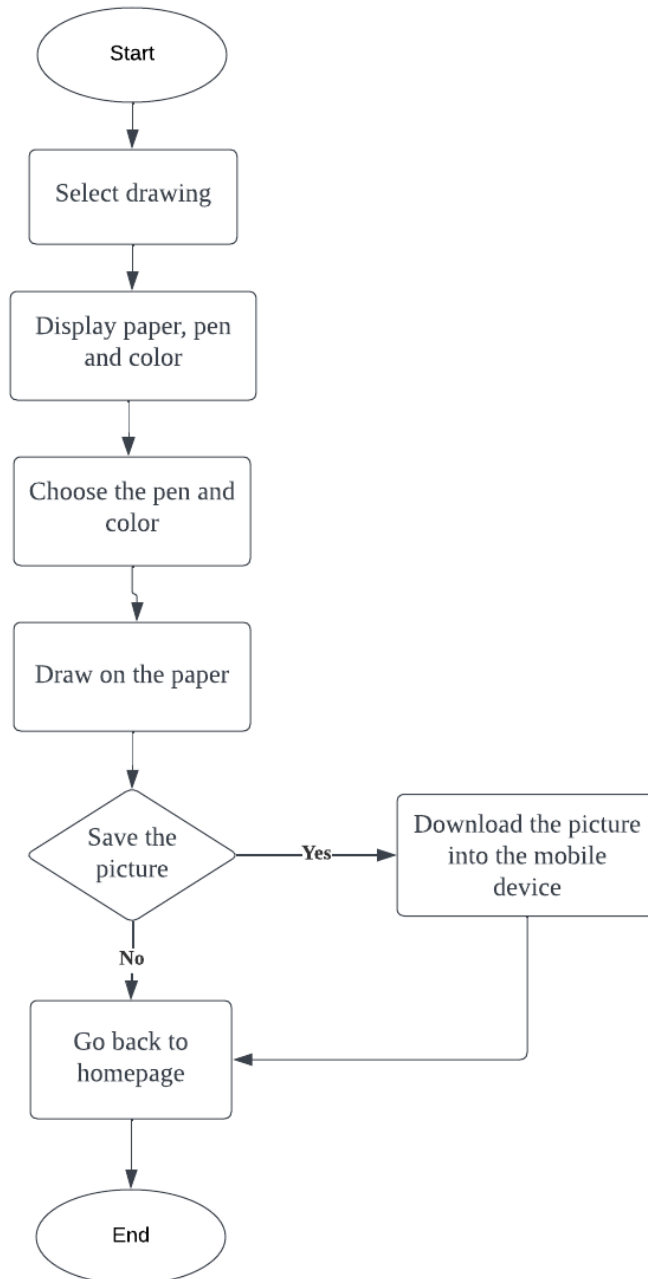 Start
Select drawing
Display paper, pen
and color
Choose the pen and
color
Draw on the paper
Save the
picture
Yes
Download the picture
into the mobile
device
No
Go back to
homepage
End